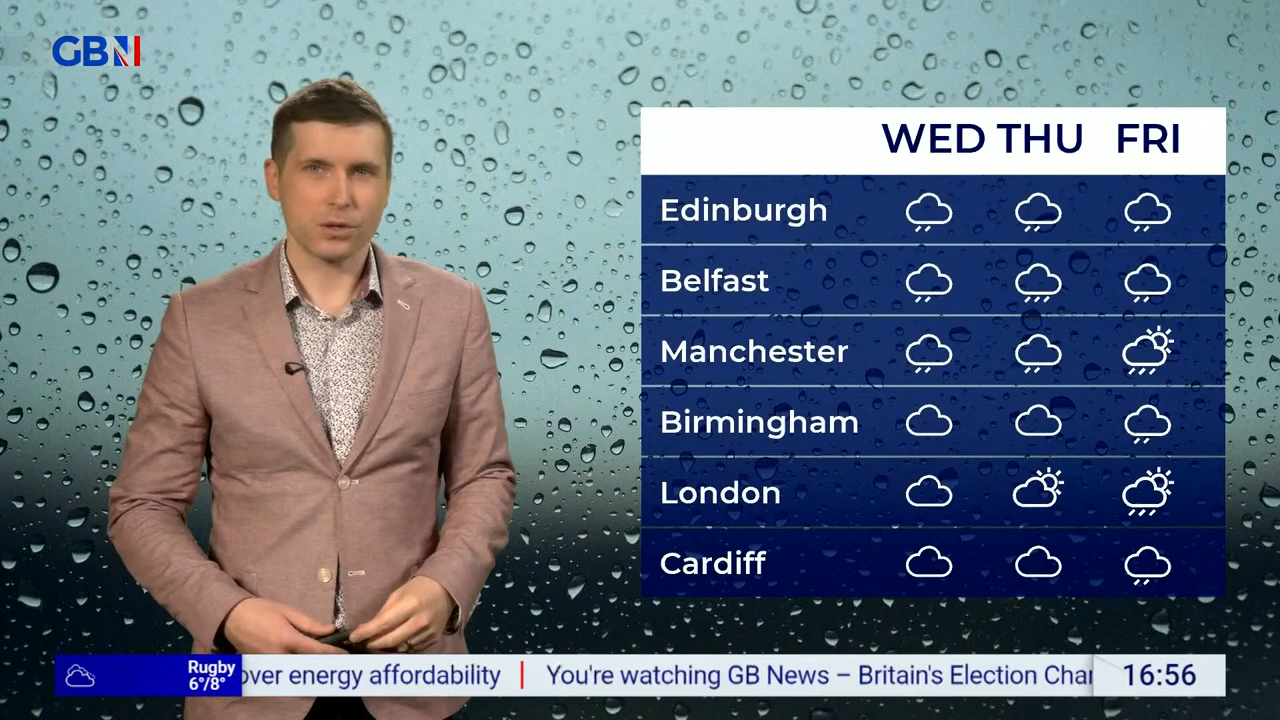 GBN
WED THU FRI
Edinburgh
Belfast
Manchester
Birmingham
London
Cardiff
Rugby
6°/8°
over energy affordability | You're watching GB News – Britain's Election
16:56